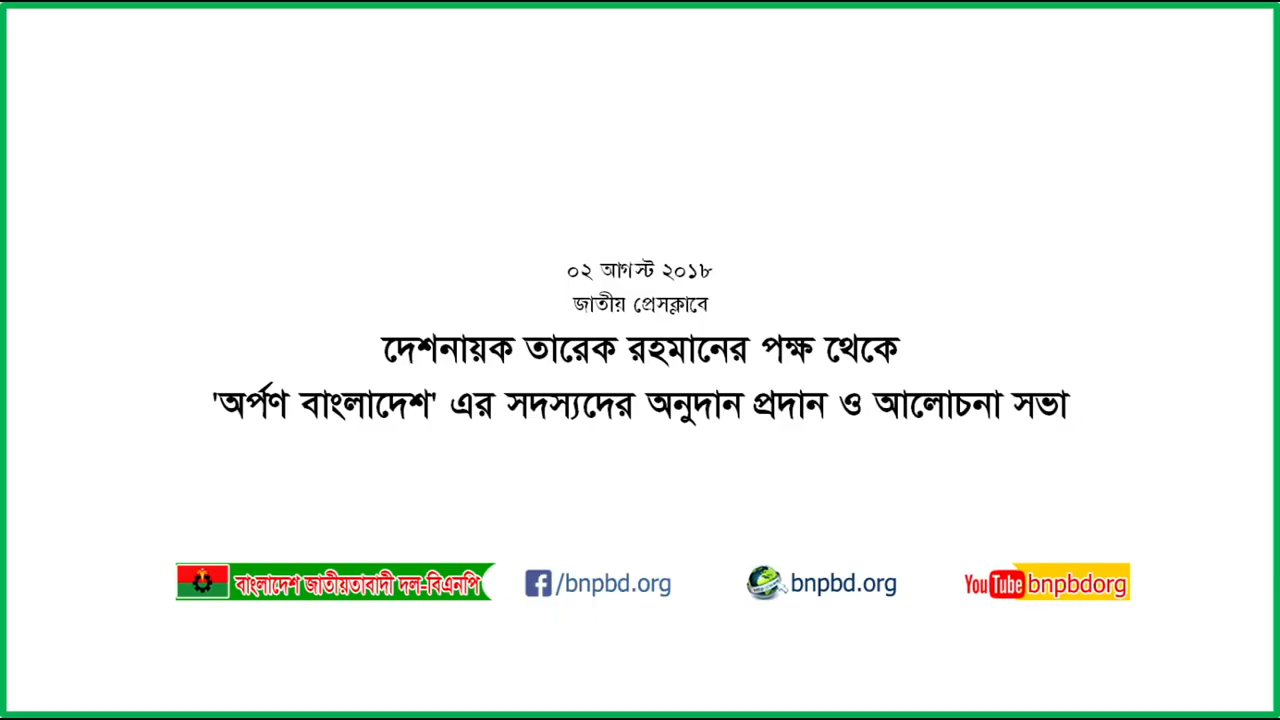 ০২ আগস্ট ২০১৮
জাতীয় প্রেসক্লাবে
দেশনায়ক তারেক রহমানের পক্ষ থেকে
'অর্পণ বাংলাদেশ' এর সদস্যদের অনুদান প্রদান ও আলোচনা সভা
বাংলাদেশ জাতীয়তাবাদী দল-বিএনপি /bnpbd.org bnpbd.org YouTube bnpbdorg